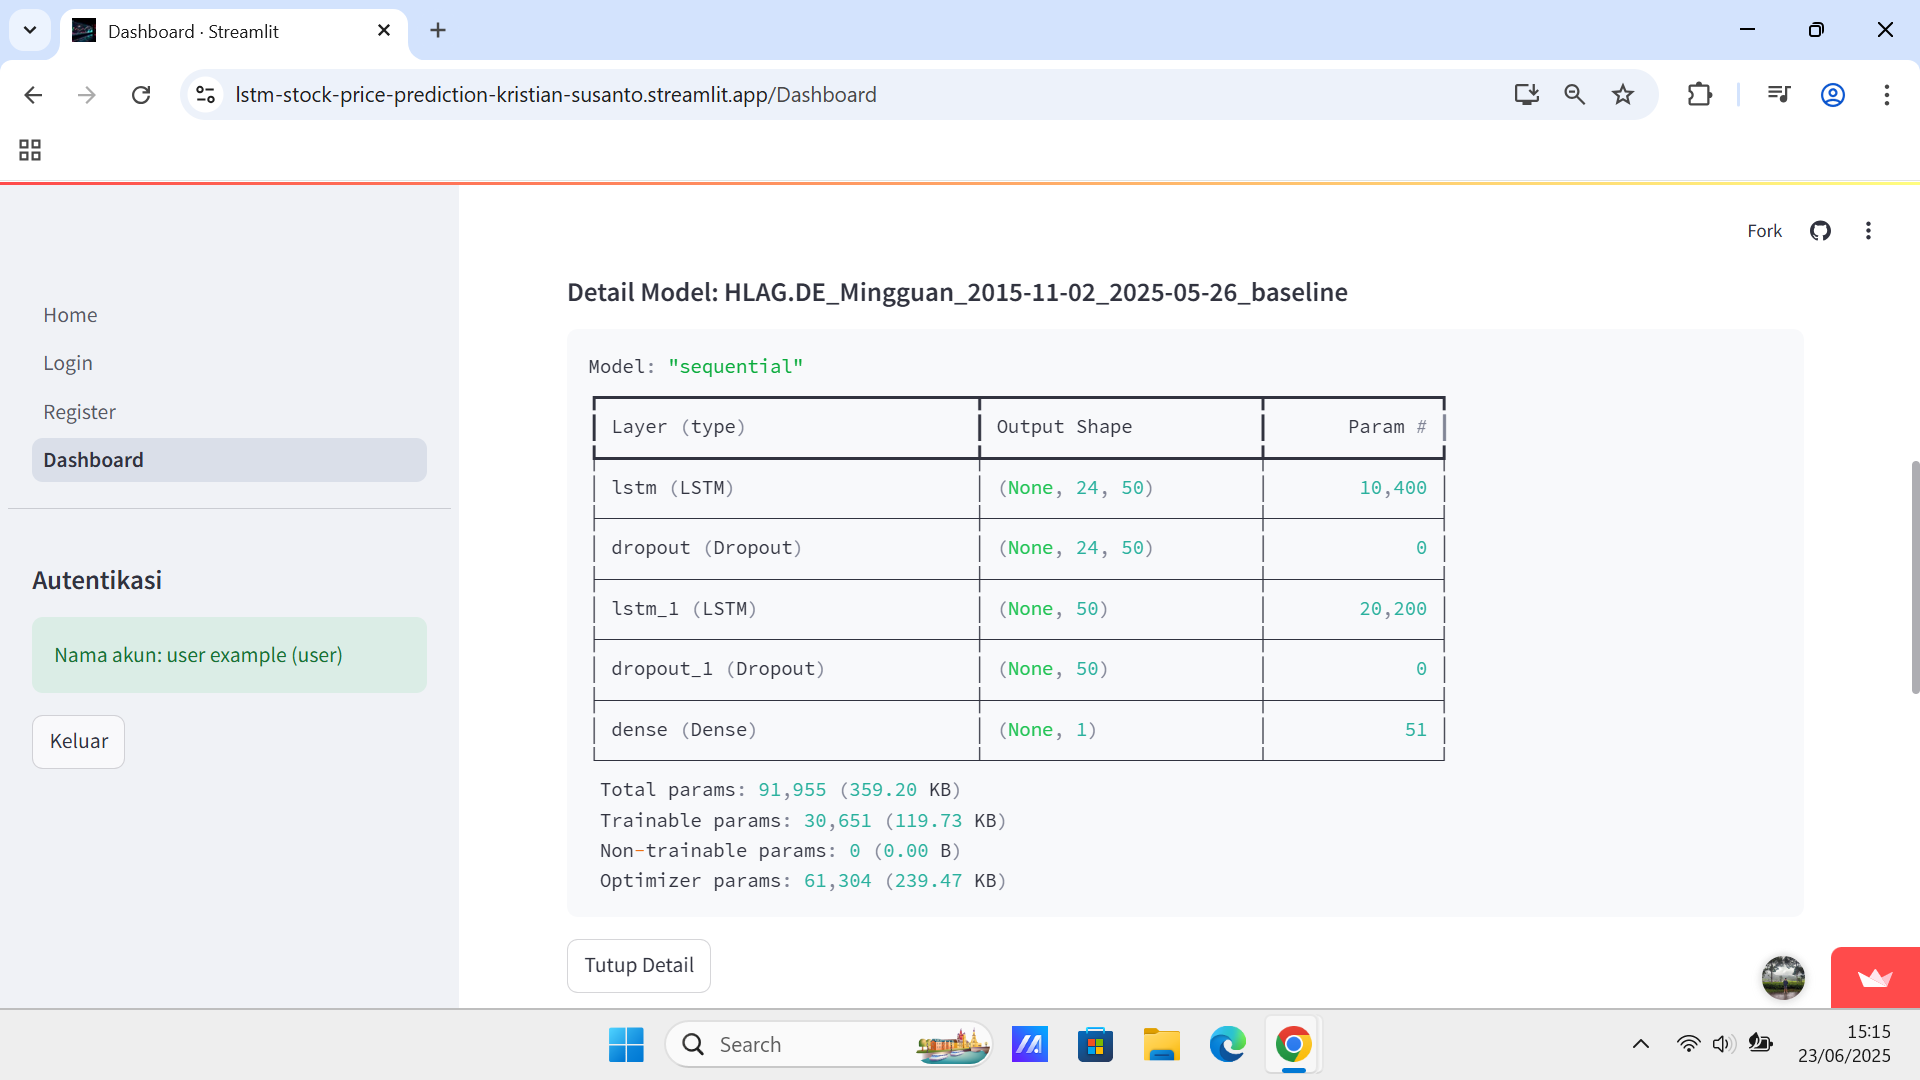 Dashboard · Streamlit
lstm-stock-price-prediction-kristian-susanto.streamlit.app/Dashboard
Fork
Home
Login
Register
Dashboard
Autentikasi
Nama akun: user example (user)
Keluar
Detail Model: HLAG.DE_Mingguan_2015-11-02_2025-05-26_baseline
Model: "sequential"
Layer (type) Output Shape Param #
lstm (LSTM) (None, 24, 50) 10,400
dropout (Dropout) (None, 24, 50) 0
lstm_1 (LSTM) (None, 50) 20,200
dropout_1 (Dropout) (None, 50) 0
dense (Dense) (None, 1) 51
Total params: 91,955 (359.20 KB)
Trainable params: 30,651 (119.73 KB)
Non-trainable params: 0 (0.00 B)
Optimizer params: 61,304 (239.47 KB)
Tutup Detail
Search
15:15
23/06/2025